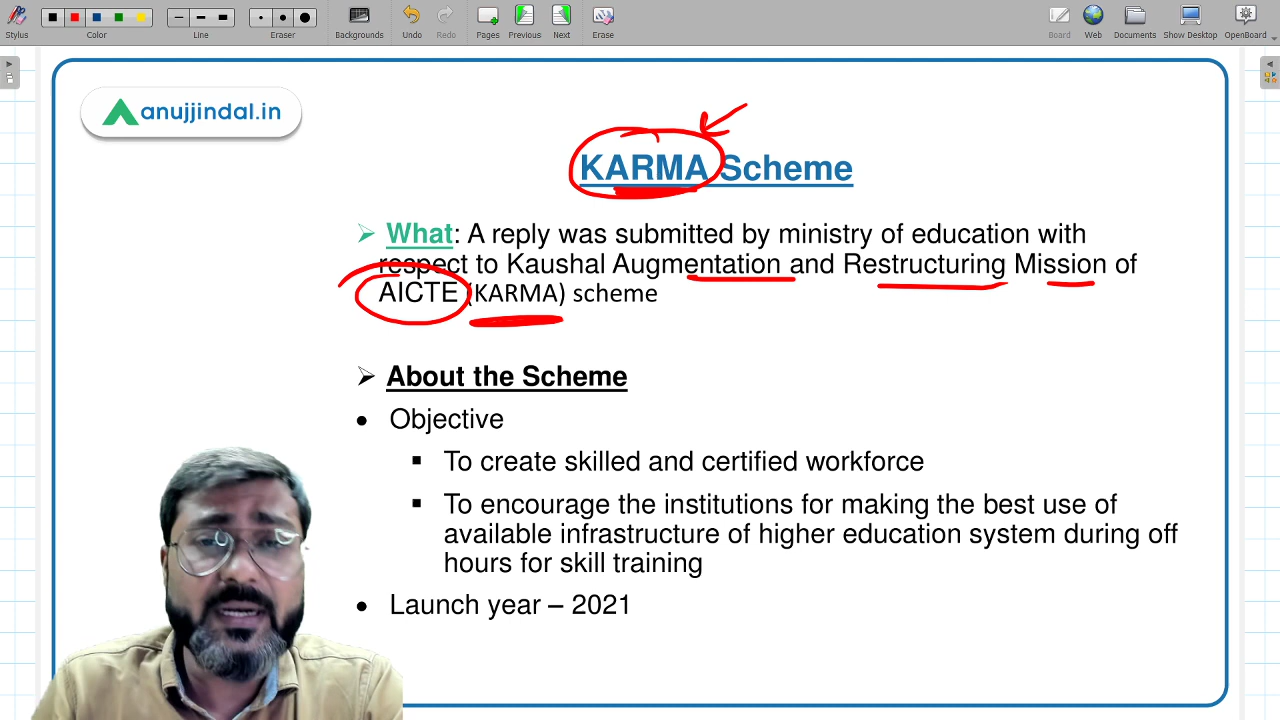 Stylus
Color
Line
Eraser
Backgrounds
Undo
Redo
Pages
Previous
Next
Erase
Board
Web
Documents
Show Desktop
OpenBoard
anujjindal.in
KARMA Scheme
➢ What: A reply was submitted by ministry of education with
respect to Kaushal Augmentation and Restructuring Mission of
AICTE (KARMA) scheme
➢ About the Scheme
• Objective
▪ To create skilled and certified workforce
▪ To encourage the institutions for making the best use of
available infrastructure of higher education system during off
hours for skill training
• Launch year – 2021